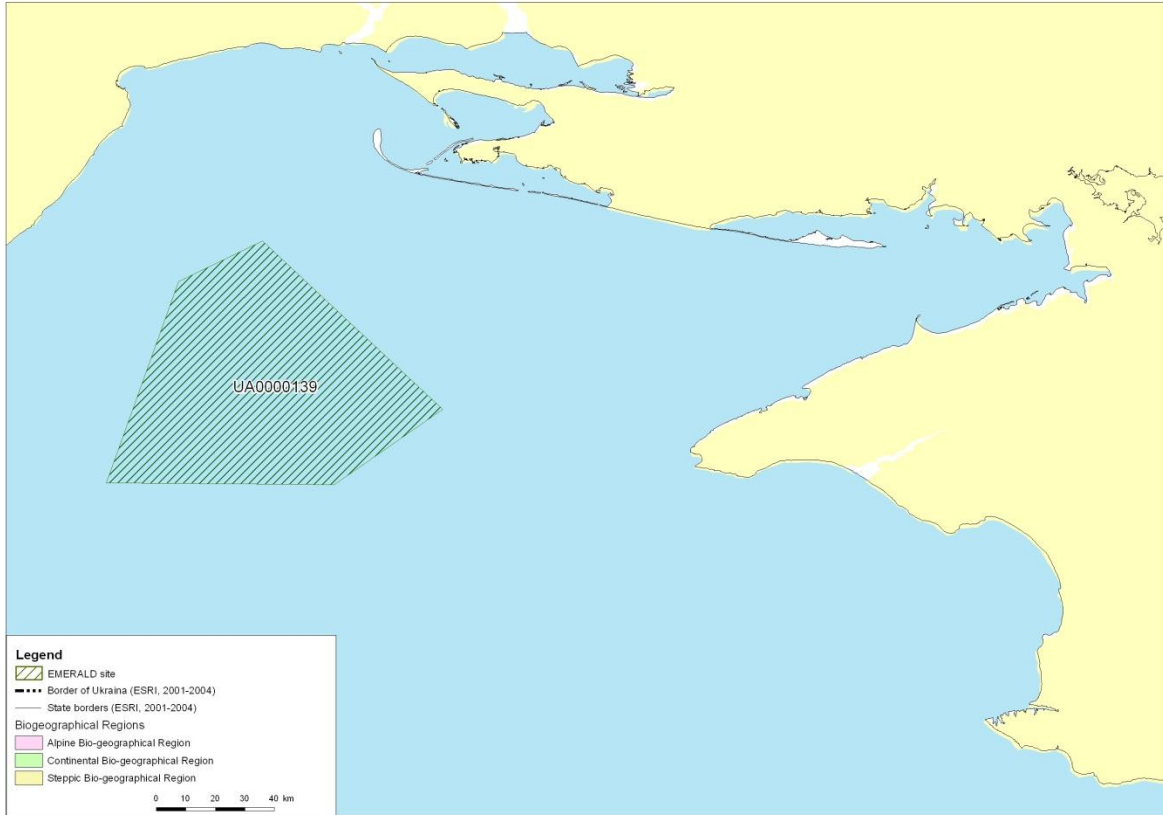 UA0000139
Legend
EMERALD site
Border of Ukraina (ESRI, 2001-2004)
State borders (ESRI, 2001-2004)
Biogeographical Regions
Alpine Bio-geographical Region
Continental Bio-geographical Region
Steppic Bio-geographical Region
0 10 20 30 40 km